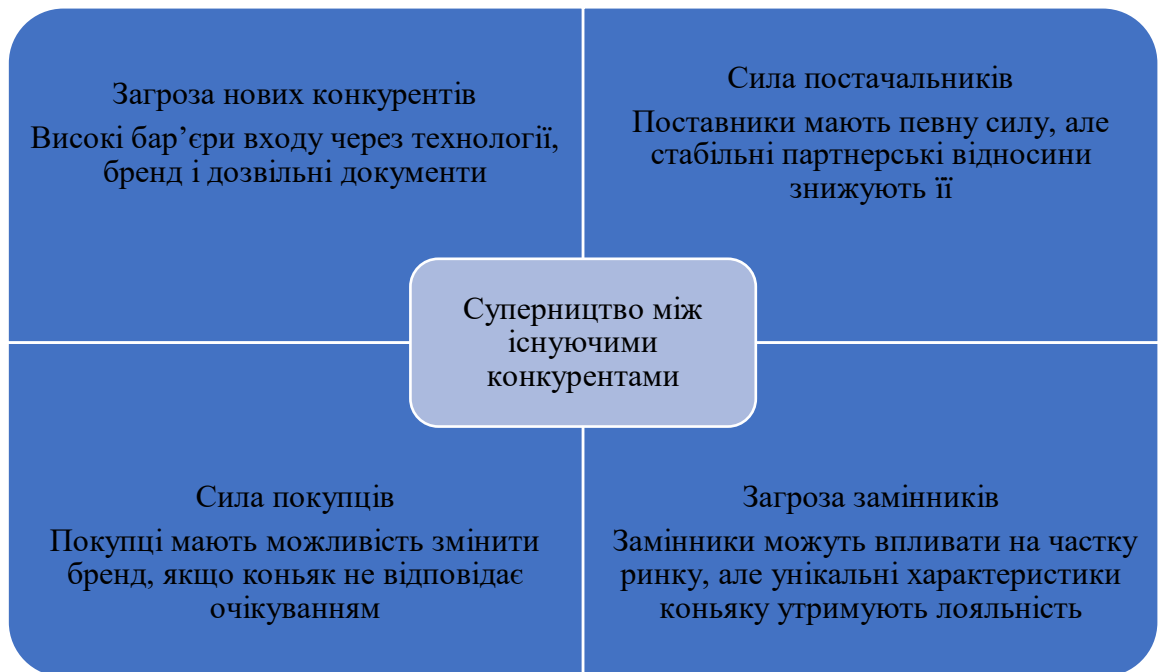 Загроза нових конкурентів
Високі бар’єри входу через технології,
бренд і дозвільні документи
Сила постачальників
Поставники мають певну силу, але
стабільні партнерські відносини
знижують її
Суперництво між
існуючими
конкурентами
Сила покупців
Покупці мають можливість змінити
бренд, якщо коньяк не відповідає
очікуванням
Загроза замінників
Замінники можуть впливати на частку
ринку, але унікальні характеристики
коньяку утримують лояльність